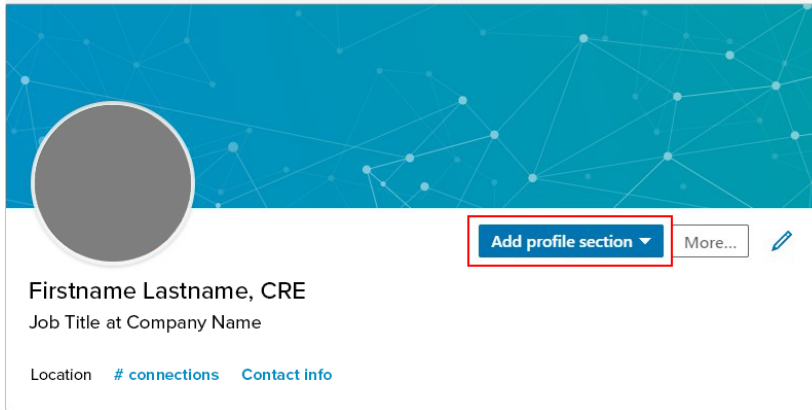 Add profile section
More...
Firstname Lastname, CRE
Job Title at Company Name
Location # connections Contact info